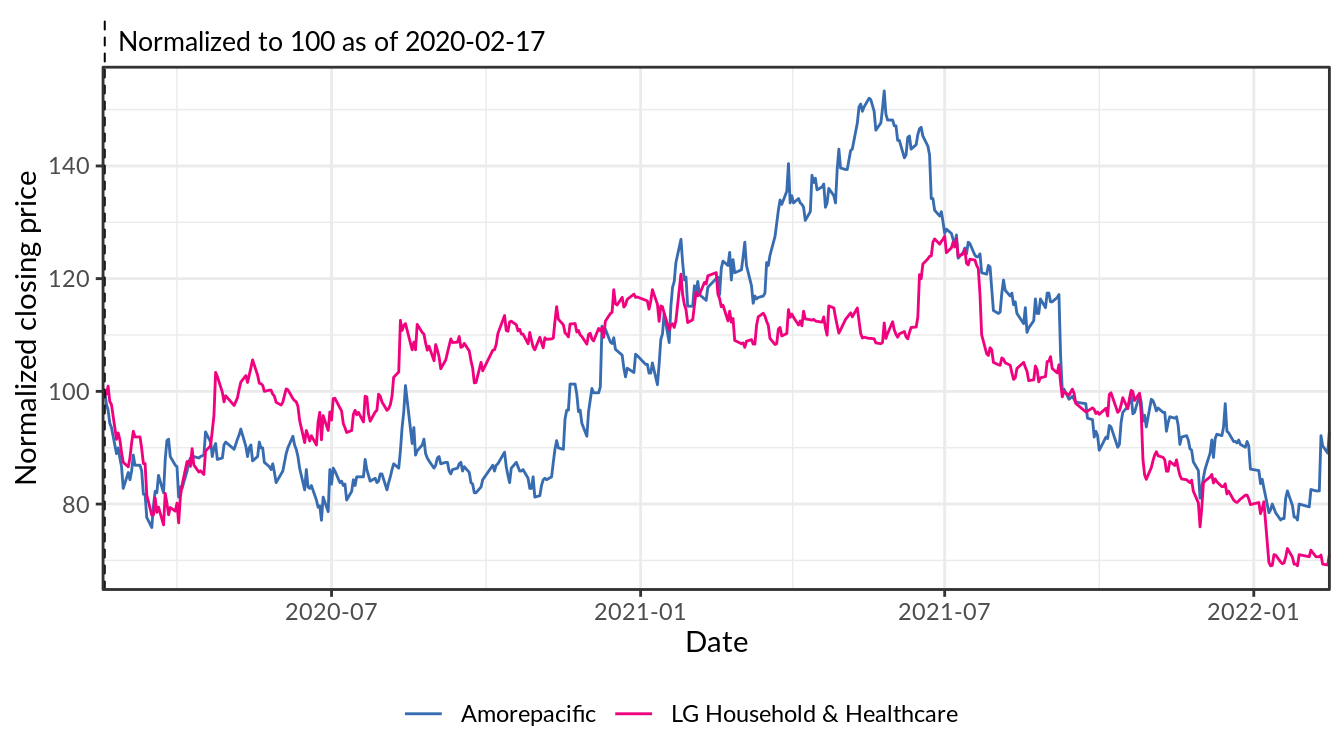 Normalized to 100 as of 2020-02-17
Normalized closing price
140
120
100
80
2020-07
2021-01
2021-07
2022-01
Date
Amorepacific
LG Household & Healthcare